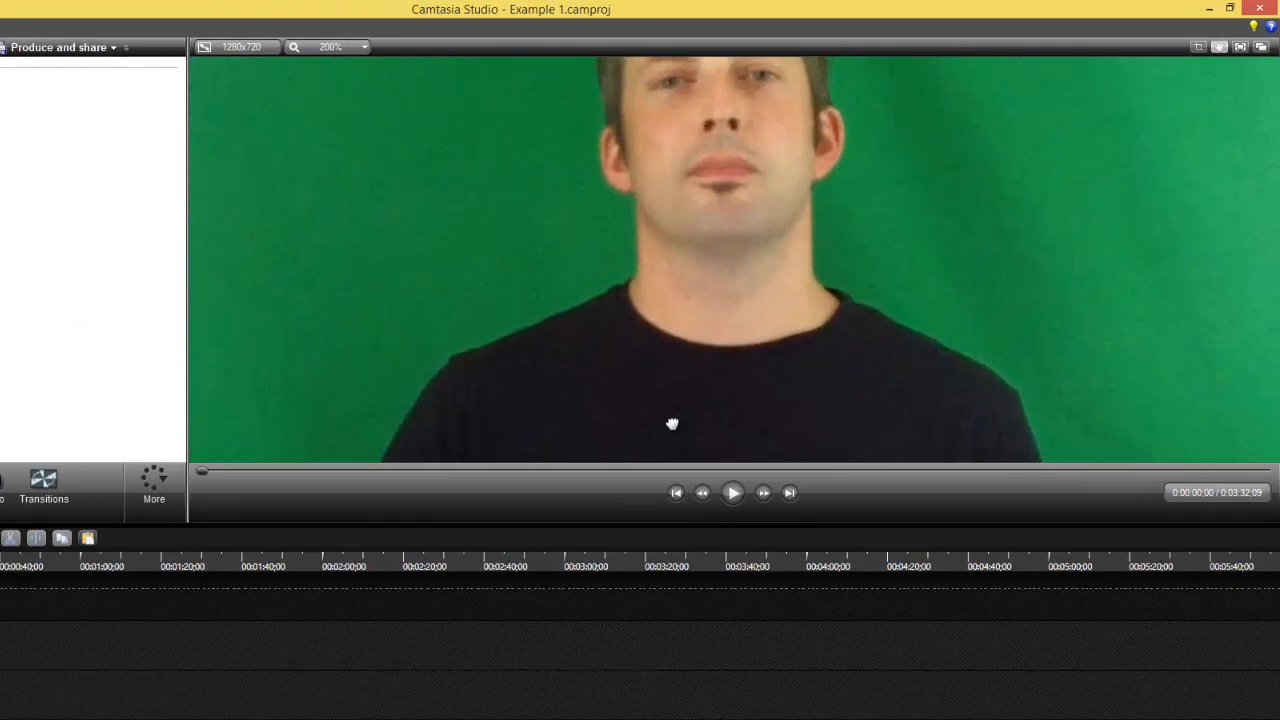 Camtasia Studio - Example 1.camproj
Produce and share
1280x720
200%
0:00:00;00 / 0:03:32;09
o
Transitions
More
00:00:40;00
00:01:00;00
00:01:20;00
00:01:40;00
00:02:00;00
00:02:20;00
00:02:40;00
00:03:00;00
00:03:20;00
00:03:40;00
00:04:00;00
00:04:20;00
00:04:40;00
00:05:00;00
00:05:20;00
00:05:40;00